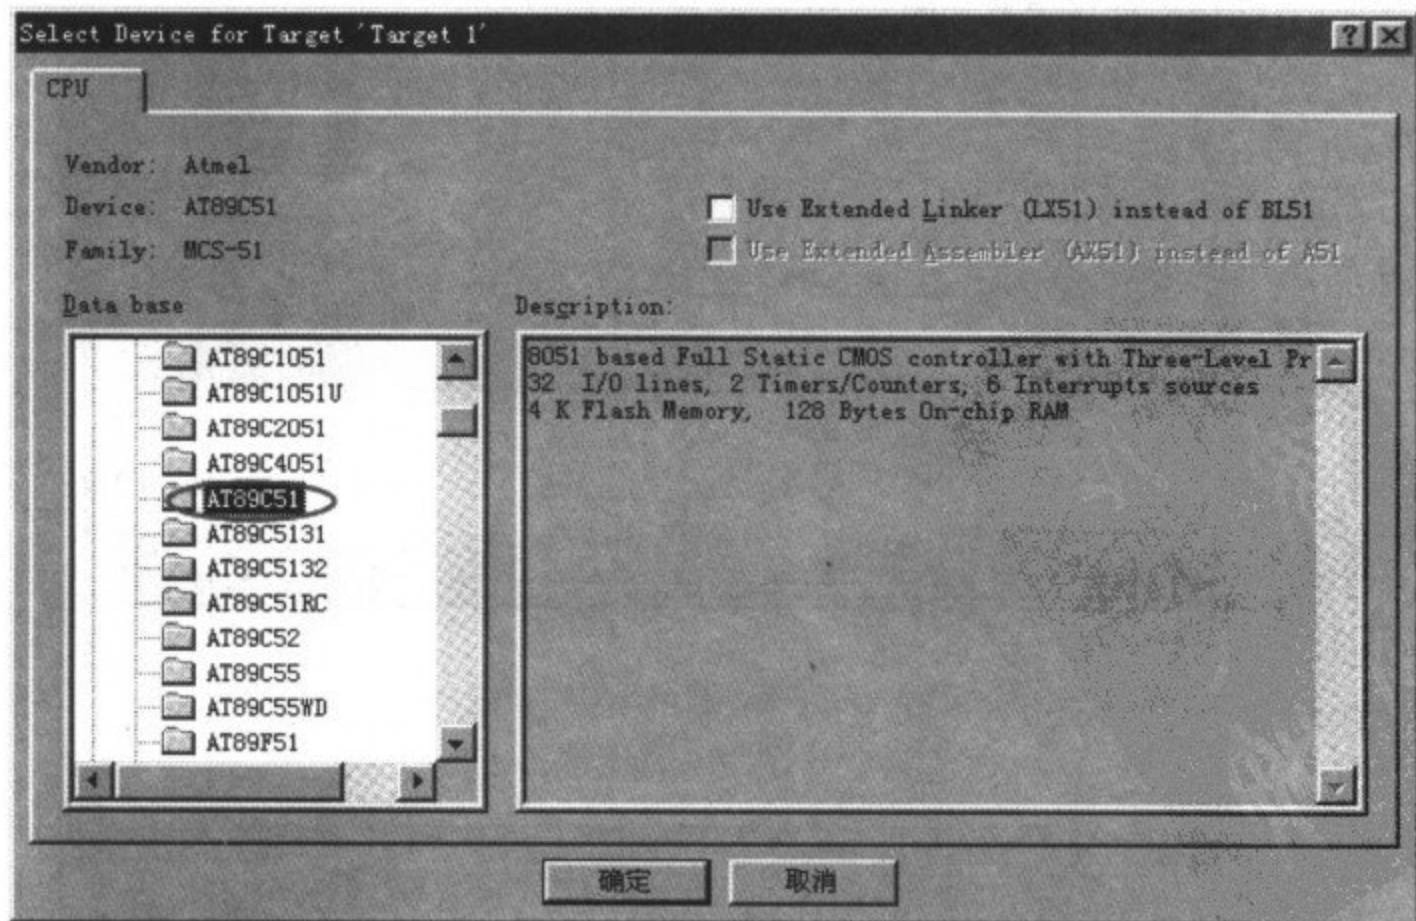 Select Device for Target 'Target 1'
CPU
Vendor: Atmel
Device: AT89C51
Family: MCS-51
Use Extended Linker (LX51) instead of BL51
Use Extended Assembler (AX51) instead of A51
Data base
Description:
AT89C1051
AT89C1051U
AT89C2051
AT89C4051
AT89C51
AT89C5131
AT89C5132
AT89C51RC
AT89C52
AT89C55
AT89C55WD
AT89F51
8051 based Full Static CMOS controller with Three-Level Pr
32 I/O lines, 2 Timers/Counters, 6 Interrupts sources
4 K Flash Memory, 128 Bytes On-chip RAM
确定
取消